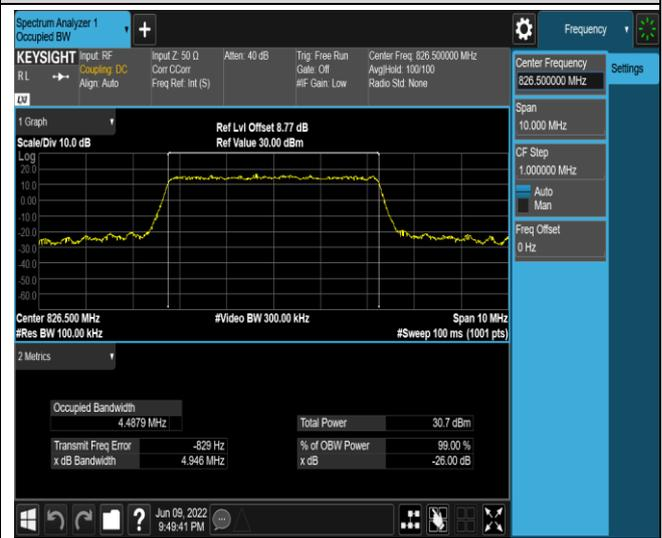 Spectrum Analyzer 1
Occupied BW
Frequency
KEYSIGHT
R L
Input: RF
Coupling: DC
Align: Auto
Input Z: 50 Ω
Corr CCorr
Freq Ref: Int (S)
Atten: 40 dB
Trig: Free Run
Gate: Off
#IF Gain: Low
Center Freq: 826.500000 MHz
Avg|Hold: 100/100
Radio Std: None
Center Frequency
826.500000 MHz
Settings
Span
10.000 MHz
CF Step
1.000000 MHz
Auto
Man
Freq Offset
0 Hz
1 Graph
Scale/Div 10.0 dB
Ref Lvl Offset 8.77 dB
Ref Value 30.00 dBm
Log
20.0
10.0
0.00
-10.0
-20.0
-30.0
-40.0
-50.0
-60.0
Center 826.500 MHz
#Res BW 100.00 kHz
#Video BW 300.00 kHz
Span 10 MHz
#Sweep 100 ms (1001 pts)
2 Metrics
Occupied Bandwidth
4.4879 MHz
Total Power 30.7 dBm
Transmit Freq Error -829 Hz
% of OBW Power 99.00 %
x dB Bandwidth 4.946 MHz
x dB -26.00 dB
Jun 09, 2022
9:49:41 PM